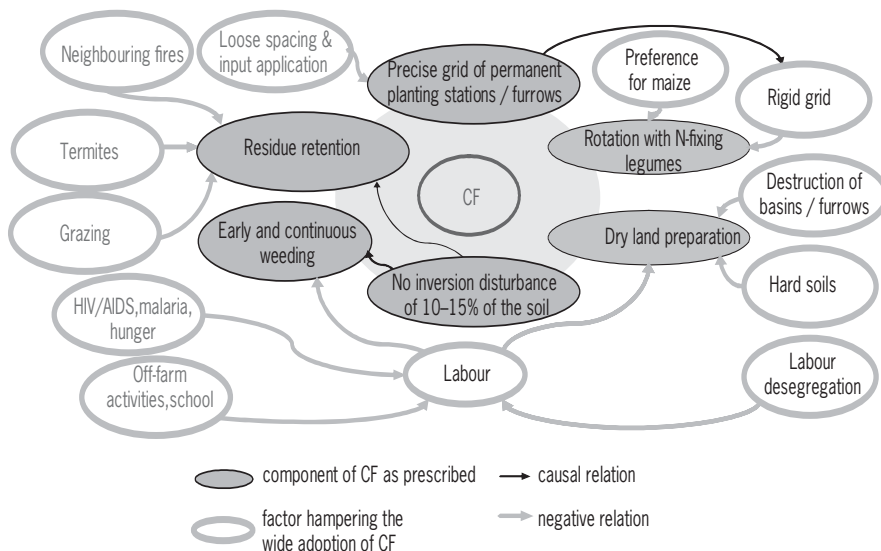 Neighbouring fires
Loose spacing &
input application
Precise grid of permanent
planting stations / furrows
Preference
for maize
Rigid grid
Termites
Residue retention
Rotation with N-fixing
legumes
CF
Destruction of
basins / furrows
Grazing
Early and continuous
weeding
Dry land preparation
No inversion disturbance
of 10–15% of the soil
Hard soils
HIV/AIDS,malaria,
hunger
Labour
Labour
desegregation
Off-farm
activities,school
component of CF as prescribed
causal relation
factor hampering the
wide adoption of CF
negative relation